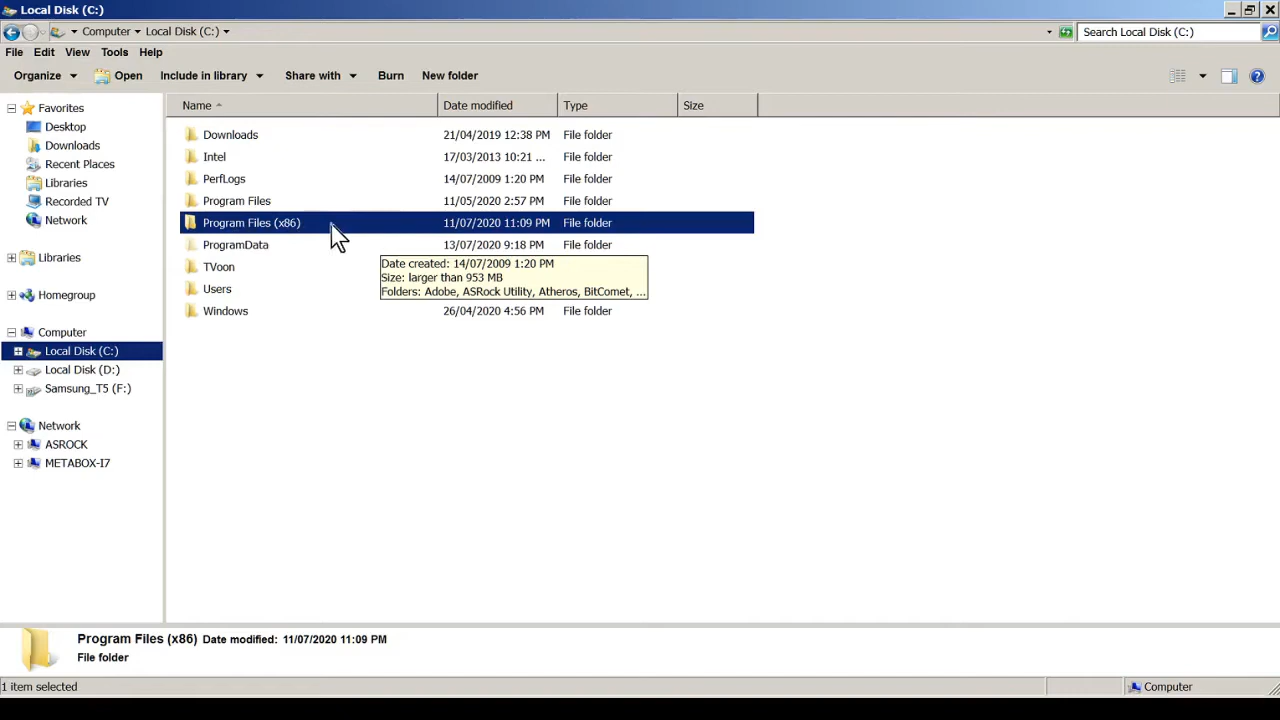 Local Disk (C:)
Computer Local Disk (C:) Search Local Disk (C:)
File Edit View Tools Help
Organize Open Include in library Share with Burn New folder
Name Date modified Type Size
Favorites
Desktop
Downloads
Recent Places
Libraries
Recorded TV
Network
Libraries
Homegroup
Computer
Local Disk (C:)
Local Disk (D:)
Samsung_T5 (F:)
Network
ASROCK
METABOX-I7
Downloads 21/04/2019 12:38 PM File folder
Intel 17/03/2013 10:21 ... File folder
PerfLogs 14/07/2009 1:20 PM File folder
Program Files 11/05/2020 2:57 PM File folder
Program Files (x86) 11/07/2020 11:09 PM File folder
ProgramData 13/07/2020 9:18 PM File folder
TVoon
Users
Windows 26/04/2020 4:56 PM File folder
Date created: 14/07/2009 1:20 PM
Size: larger than 953 MB
Folders: Adobe, ASRock Utility, Atheros, BitComet, ...
Program Files (x86) Date modified: 11/07/2020 11:09 PM
File folder
1 item selected Computer